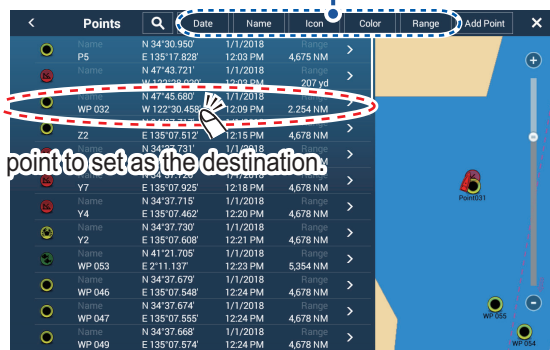 Points Date Name Icon Color Range Add Point
Name N 34°30.950' 1/1/2018 Range
P5 E 135°17.828' 12:03 PM 4,675 NM
Name N 47°43.721' 1/1/2018 Range
W 122°28.020' 12:03 PM 207 yd
Name N 47°45.680' 1/1/2018 Range
WP 032 W 122°30.458' 12:09 PM 2.254 NM
Z2 E 135°07.512' 12:15 PM 4,678 NM
point to set as the destination.
Y7 E 135°07.925' 12:18 PM 4,678 NM
Name N 34°37.715' 1/1/2018 Range
Y4 E 135°07.462' 12:20 PM 4,678 NM
Name N 34°37.730' 1/1/2018 Range
Y2 E 135°07.608' 12:21 PM 4,678 NM
Name N 41°21.705' 1/1/2018 Range
WP 053 E 2°11.137' 12:23 PM 5,354 NM
Name N 34°37.679' 1/1/2018 Range
WP 046 E 135°07.548' 12:24 PM 4,678 NM
Name N 34°37.674' 1/1/2018 Range
WP 047 E 135°07.555' 12:24 PM 4,678 NM
Name N 34°37.668' 1/1/2018 Range
WP 049 E 135°07.574' 12:24 PM 4,678 NM
Point031
WP 055
WP 054